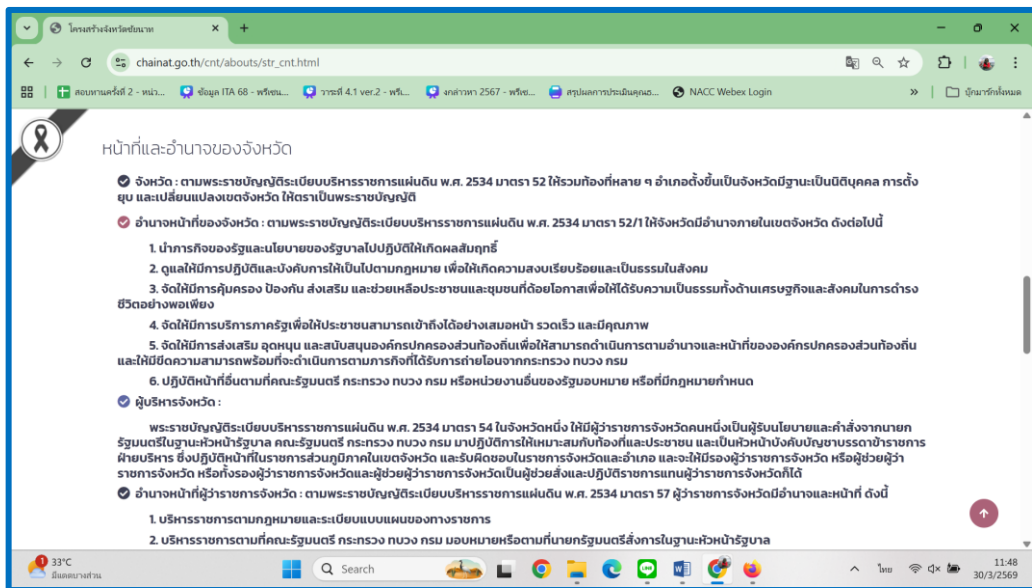 โครงสร้างจังหวัดชัยนาท
chainat.go.th/cnt/abouts/str_cnt.html
สอบทานครั้งที่ 2 - หน่ว... ข้อมูล ITA 68 - พรีเซน... วาระที่ 4.1 ver.2 - พรีเ... งกล่าวหา 2567 - พรีเซ... สรุปผลการประเมินคุณธ... NACC Webex Login » บุ๊กมาร์กทั้งหมด
หน้าที่และอำนาจของจังหวัด
จังหวัด : ตามพระราชบัญญัติระเบียบบริหารราชการแผ่นดิน พ.ศ. 2534 มาตรา 52 ให้รวมท้องที่หลาย ๆ อำเภอตั้งขึ้นเป็นจังหวัดมีฐานะเป็นนิติบุคคล การตั้ง
ยุบ และเปลี่ยนแปลงเขตจังหวัด ให้ตราเป็นพระราชบัญญัติ
อำนาจหน้าที่ของจังหวัด : ตามพระราชบัญญัติระเบียบบริหารราชการแผ่นดิน พ.ศ. 2534 มาตรา 52/1 ให้จังหวัดมีอำนาจภายในเขตจังหวัด ดังต่อไปนี้
1. นำภารกิจของรัฐและนโยบายของรัฐบาลไปปฏิบัติให้เกิดผลสัมฤทธิ์
2. ดูแลให้มีการปฏิบัติและบังคับการให้เป็นไปตามกฎหมาย เพื่อให้เกิดความสงบเรียบร้อยและเป็นธรรมในสังคม
3. จัดให้มีการคุ้มครอง ป้องกัน ส่งเสริม และช่วยเหลือประชาชนและชุมชนที่ด้อยโอกาสเพื่อให้ได้รับความเป็นธรรมทั้งด้านเศรษฐกิจและสังคมในการดำรง
ชีวิตอย่างพอเพียง
4. จัดให้มีการบริการภาครัฐเพื่อให้ประชาชนสามารถเข้าถึงได้อย่างเสมอหน้า รวดเร็ว และมีคุณภาพ
5. จัดให้มีการส่งเสริม อุดหนุน และสนับสนุนองค์กรปกครองส่วนท้องถิ่นเพื่อให้สามารถดำเนินการตามอำนาจและหน้าที่ขององค์กรปกครองส่วนท้องถิ่น
และให้มีขีดความสามารถพร้อมที่จะดำเนินการตามภารกิจที่ได้รับการถ่ายโอนจากกระทรวง ทบวง กรม
6. ปฏิบัติหน้าที่อื่นตามที่คณะรัฐมนตรี กระทรวง ทบวง กรม หรือหน่วยงานอื่นของรัฐมอบหมาย หรือที่มีกฎหมายกำหนด
ผู้บริหารจังหวัด :
พระราชบัญญัติระเบียบบริหารราชการแผ่นดิน พ.ศ. 2534 มาตรา 54 ในจังหวัดหนึ่ง ให้มีผู้ว่าราชการจังหวัดคนหนึ่งเป็นผู้รับนโยบายและคำสั่งจากนายก
รัฐมนตรีในฐานะหัวหน้ารัฐบาล คณะรัฐมนตรี กระทรวง ทบวง กรม มาปฏิบัติการให้เหมาะสมกับท้องที่และประชาชน และเป็นหัวหน้าบังคับบัญชาบรรดาข้าราชการ
ฝ่ายบริหาร ซึ่งปฏิบัติหน้าที่ในราชการส่วนภูมิภาคในเขตจังหวัด และรับผิดชอบในราชการจังหวัดและอำเภอ และจะให้มีรองผู้ว่าราชการจังหวัด หรือผู้ช่วยผู้ว่า
ราชการจังหวัด หรือทั้งรองผู้ว่าราชการจังหวัดและผู้ช่วยผู้ว่าราชการจังหวัดเป็นผู้ช่วยสั่งและปฏิบัติราชการแทนผู้ว่าราชการจังหวัดก็ได้
อำนาจหน้าที่ผู้ว่าราชการจังหวัด : ตามพระราชบัญญัติระเบียบบริหารราชการแผ่นดิน พ.ศ. 2534 มาตรา 57 ผู้ว่าราชการจังหวัดมีอำนาจและหน้าที่ ดังนี้
1. บริหารราชการตามกฎหมายและระเบียบแบบแผนของทางราชการ
2. บริหารราชการตามที่คณะรัฐมนตรี กระทรวง ทบวง กรม มอบหมายหรือตามที่นายกรัฐมนตรีสั่งการในฐานะหัวหน้ารัฐบาล
33°C
มีแดดบางส่วน
Search
ไทย
11:48
30/3/2569